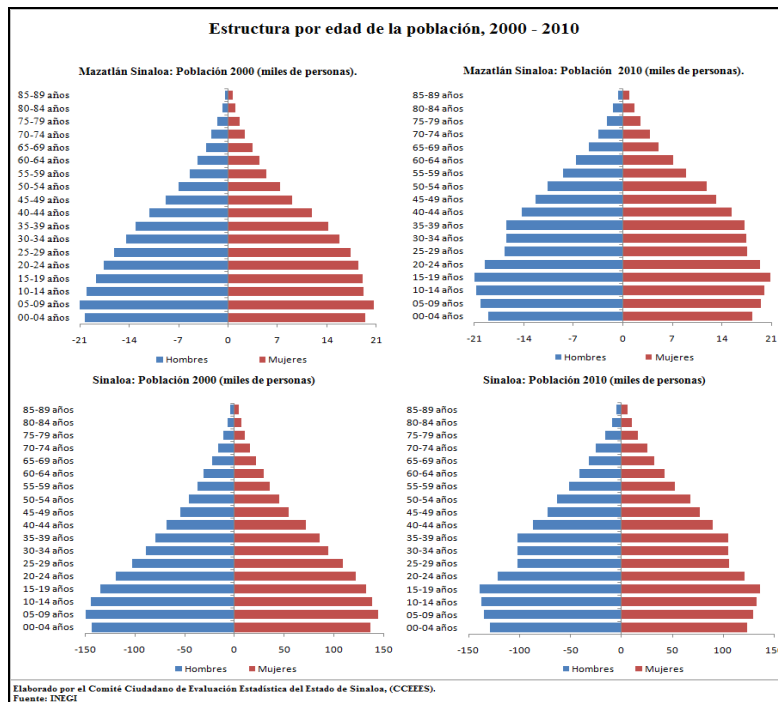 Estructura por edad de la población, 2000 - 2010
Mazatlán Sinaloa: Población 2000 (miles de personas).
85-89 años
80-84 años
75-79 años
70-74 años
65-69 años
60-64 años
55-59 años
50-54 años
45-49 años
40-44 años
35-39 años
30-34 años
25-29 años
20-24 años
15-19 años
10-14 años
05-09 años
00-04 años
-21 -14 -7 0 7 14 21
Hombres Mujeres
Mazatlán Sinaloa: Población 2010 (miles de personas).
85-89 años
80-84 años
75-79 años
70-74 años
65-69 años
60-64 años
55-59 años
50-54 años
45-49 años
40-44 años
35-39 años
30-34 años
25-29 años
20-24 años
15-19 años
10-14 años
05-09 años
00-04 años
-21 -14 -7 0 7 14 21
Hombres Mujeres
Sinaloa: Población 2000 (miles de personas)
85-89 años
80-84 años
75-79 años
70-74 años
65-69 años
60-64 años
55-59 años
50-54 años
45-49 años
40-44 años
35-39 años
30-34 años
25-29 años
20-24 años
15-19 años
10-14 años
05-09 años
00-04 años
-150 -100 -50 0 50 100 150
Hombres Mujeres
Sinaloa: Población 2010 (miles de personas)
85-89 años
80-84 años
75-79 años
70-74 años
65-69 años
60-64 años
55-59 años
50-54 años
45-49 años
40-44 años
35-39 años
30-34 años
25-29 años
20-24 años
15-19 años
10-14 años
05-09 años
00-04 años
-150 -100 -50 0 50 100 150
Hombres Mujeres
Elaborado por el Comité Ciudadano de Evaluación Estadística del Estado de Sinaloa, (CCEEES).
Fuente: INEGI